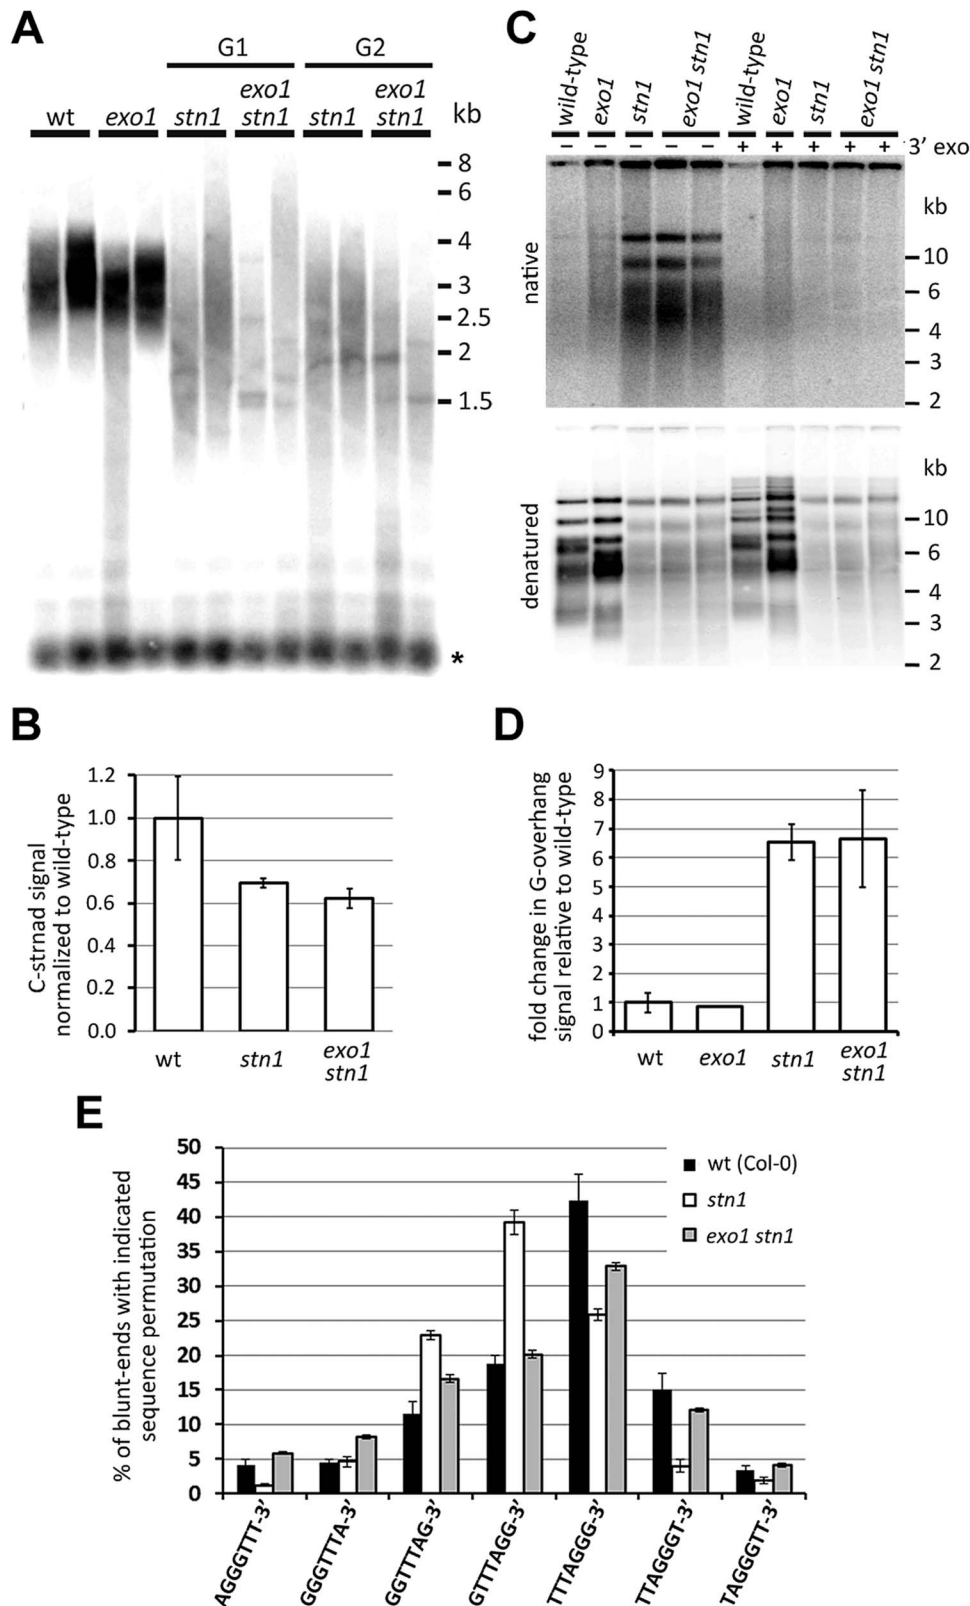 A
G1
G2
wt
exo1
stn1
exo1
stn1
stn1
exo1
stn1
kb
8
6
4
3
2.5
2
1.5
*
C
wild-type
exo1
stn1
exo1 stn1
wild-type
exo1
stn1
exo1 stn1
– – – – – + + + + +
3’ exo
native
kb
10
6
4
3
2
denatured
kb
10
6
4
3
2
B
C-strnad signal
normalized to wild-type
1.2
1.0
0.8
0.6
0.4
0.2
0.0
wt
stn1
exo1
stn1
D
fold change in G-overhang
signal relative to wild-type
9
8
7
6
5
4
3
2
1
0
wt
exo1
stn1
exo1
stn1
E
% of blunt-ends with indicated
sequence permutation
50
45
40
35
30
25
20
15
10
5
0
wt (Col-0)
stn1
exo1 stn1
AGGGTTT-3’
GGGTTTA-3’
GGTTTAG-3’
GTTTAGG-3’
TTTAGGG-3’
TTAGGGT-3’
TAGGGTT-3’